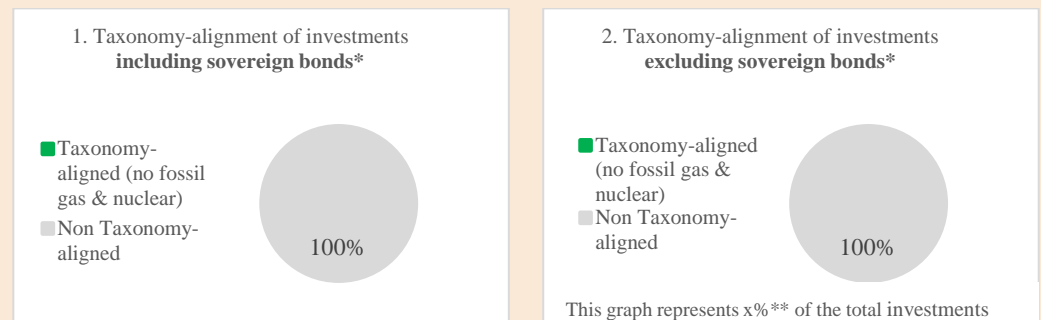 1. Taxonomy-alignment of investments
including sovereign bonds*
Taxonomy-
aligned (no fossil
gas & nuclear)
Non Taxonomy-
aligned
100%
2. Taxonomy-alignment of investments
excluding sovereign bonds*
Taxonomy-aligned
(no fossil gas &
nuclear)
Non Taxonomy-
aligned
100%
This graph represents x%** of the total investments